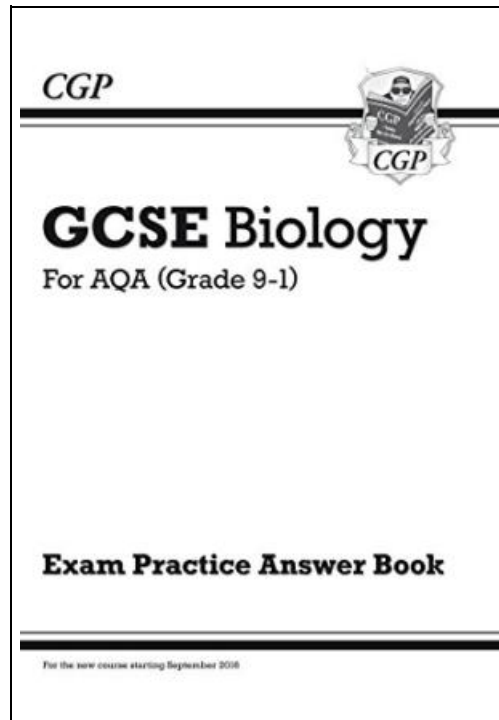 CGP
CGP
CGP
GCSE Biology
For AQA (Grade 9-1)
Exam Practice Answer Book
For the new course starting September 2016